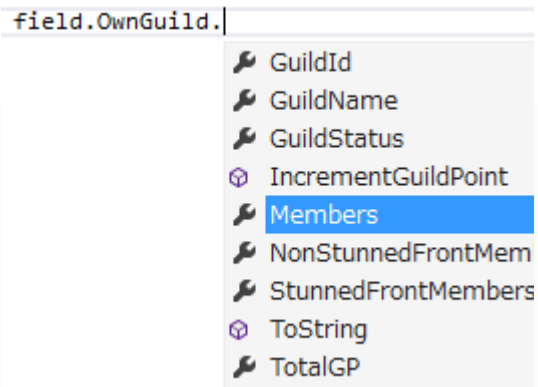 field.OwnGuild.
GuildId
GuildName
GuildStatus
IncrementGuildPoint
Members
NonStunnedFrontMem
StunnedFrontMembers
ToString
TotalGP